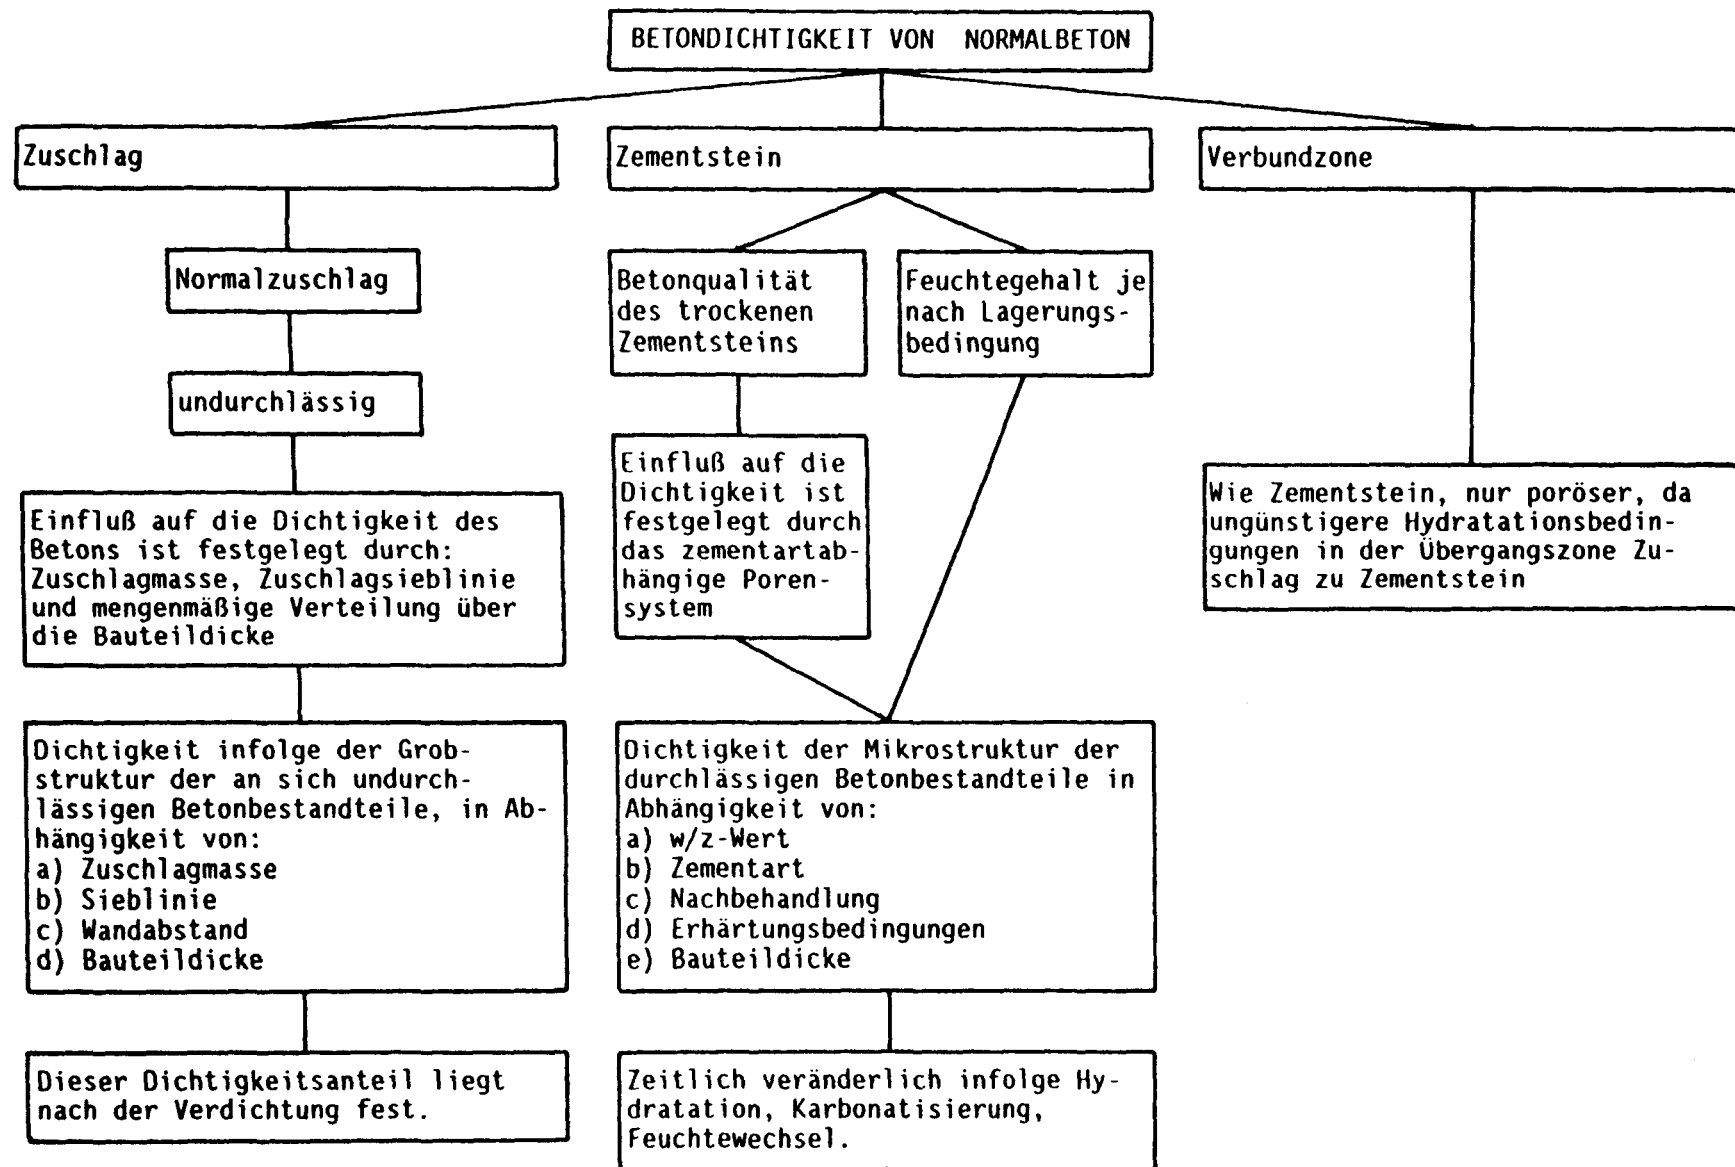 BETONDICHTIGKEIT VON NORMALBETON
Zuschlag
Zementstein
Verbundzone
Normalzuschlag
undurchlässig
Einfluß auf die Dichtigkeit des
Betons ist festgelegt durch:
Zuschlagmasse, Zuschlagsieblinie
und mengenmäßige Verteilung über
die Bauteildicke
Dichtigkeit infolge der Grob-
struktur der an sich undurch-
lässigen Betonbestandteile, in Ab-
hängigkeit von:
a) Zuschlagmasse
b) Sieblinie
c) Wandabstand
d) Bauteildicke
Dieser Dichtigkeitsanteil liegt
nach der Verdichtung fest.
Betonqualität
des trockenen
Zementsteins
Feuchtegehalt je
nach Lagerungs-
bedingung
Einfluß auf die
Dichtigkeit ist
festgelegt durch
das zementartab-
hängige Poren-
system
Dichtigkeit der Mikrostruktur der
durchlässigen Betonbestandteile in
Abhängigkeit von:
a) w/z-Wert
b) Zementart
c) Nachbehandlung
d) Erhärtungsbedingungen
e) Bauteildicke
Zeitlich veränderlich infolge Hy-
dratation, Karbonatisierung,
Feuchtewechsel.
Wie Zementstein, nur poröser, da
ungünstigere Hydratationsbedin-
gungen in der Übergangszone Zu-
schlag zu Zementstein